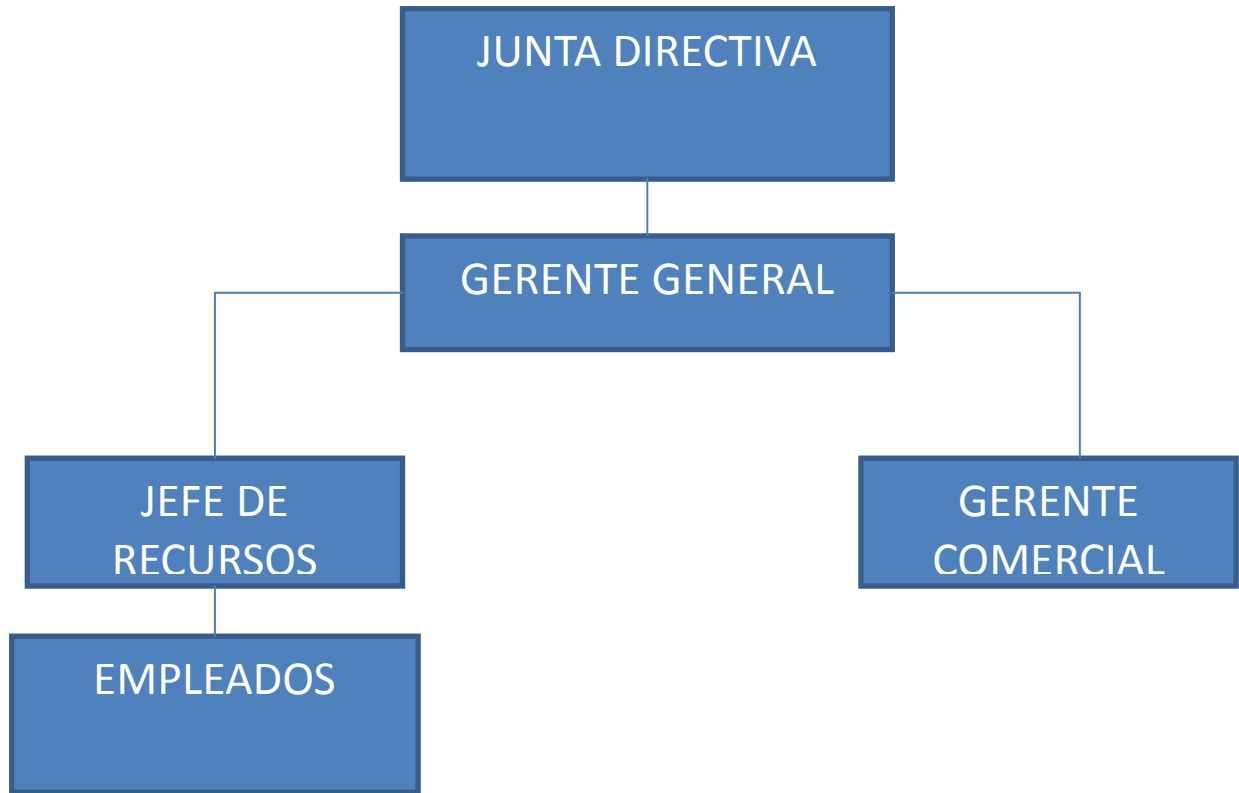 JUNTA DIRECTIVA
GERENTE GENERAL
JEFE DE
RECURSOS
GERENTE
COMERCIAL
EMPLEADOS